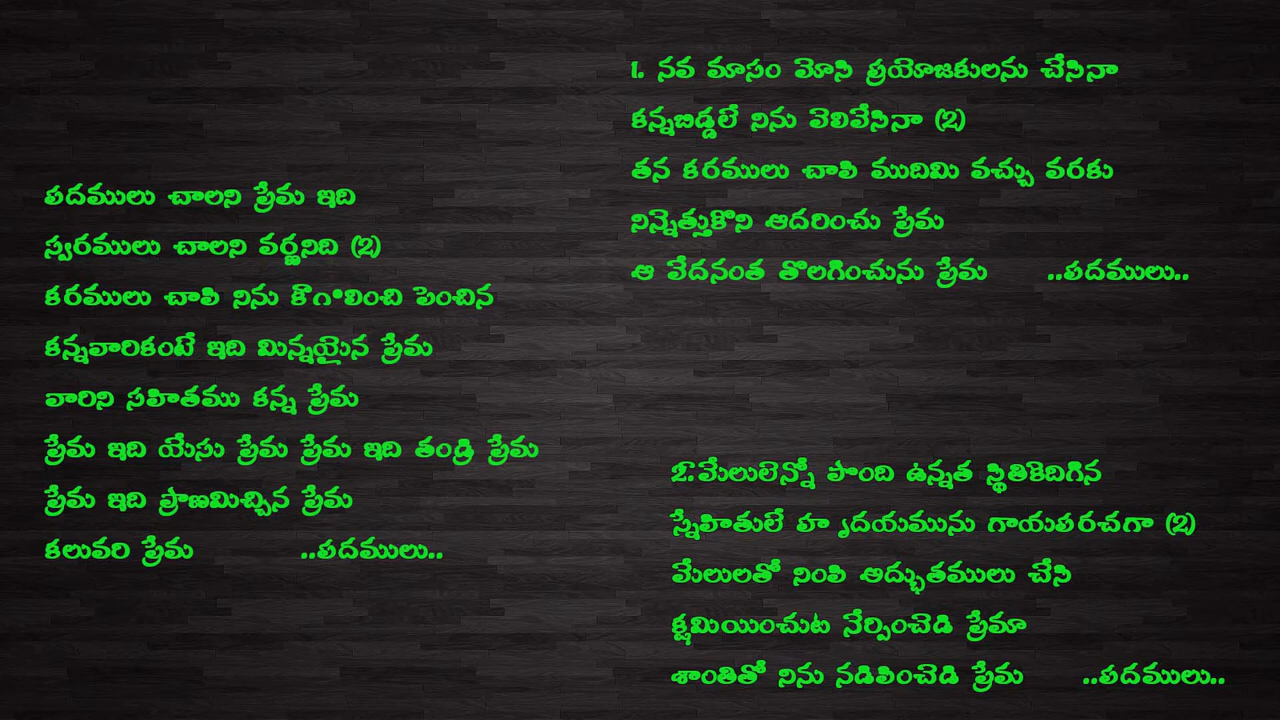 పదములు చాలని ప్రేమ ఇది
స్వరములు చాలని వర్ణనిది (2)
కరములు చాపి నిను కౌగలించి పెంచిన
కన్నవారికంటే ఇది మిన్నయైన ప్రేమ
వారిని సహితము కన్న ప్రేమ
ప్రేమ ఇది యేసు ప్రేమ ప్రేమ ఇది తండ్రి ప్రేమ
ప్రేమ ఇది ప్రాణమిచ్చిన ప్రేమ
కలువరి ప్రేమ ..పదములు..
1. నవ మాసం మోసి ప్రయోజకులను చేసినా
కన్నబిడ్డలే నిను వెలివేసినా (2)
తన కరములు చాపి ముదిమి వచ్చు వరకు
నిన్నెత్తుకొని ఆదరించు ప్రేమ
ఆ వేదనంత తొలగించును ప్రేమ ..పదములు..
2.మేలులెన్నో పొంది ఉన్నత స్థితికెదిగిన
స్నేహితులే హృదయమును గాయపరచగా (2)
మేలులతో నింపి ఆద్భుతములు చేసి
క్షమియించుట నేర్పించెడి ప్రేమా
శాంతితో నిను నడిపించెడి ప్రేమ ..పదములు..